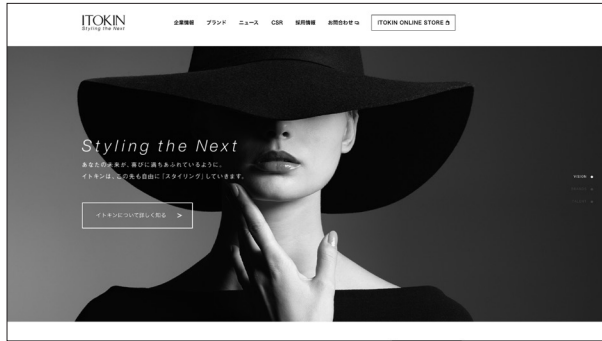 ITOKIN
Styling the Next
企業情報 ブランド ニュース CSR 採用情報 お問合わせ ITOKIN ONLINE STORE
Styling the Next
あなたの未来が、喜びに満ちあふれているように。
イトキンは、この先も自由に「スタイリング」していきます。
VISION
イトキンについて詳しく知る >